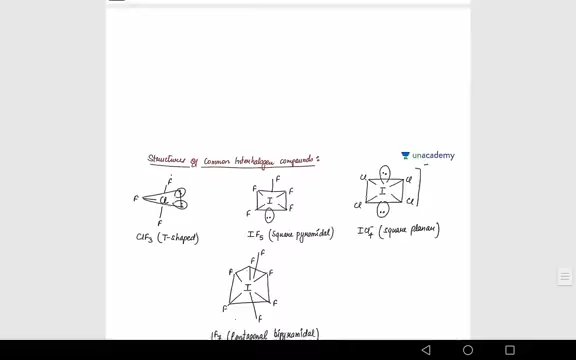 Structures of Common Interhalogen compounds:
unacademy
F
F
F
Cl
ClF3 (T-shaped)
F
F
F
I
F
F
IF5 (square pyramidal)
Cl
Cl
I
Cl
Cl
-
ICl4- (square planar)
F
F
F
F
I
F
F
F
IF7 (Pentagonal bipyramidal)